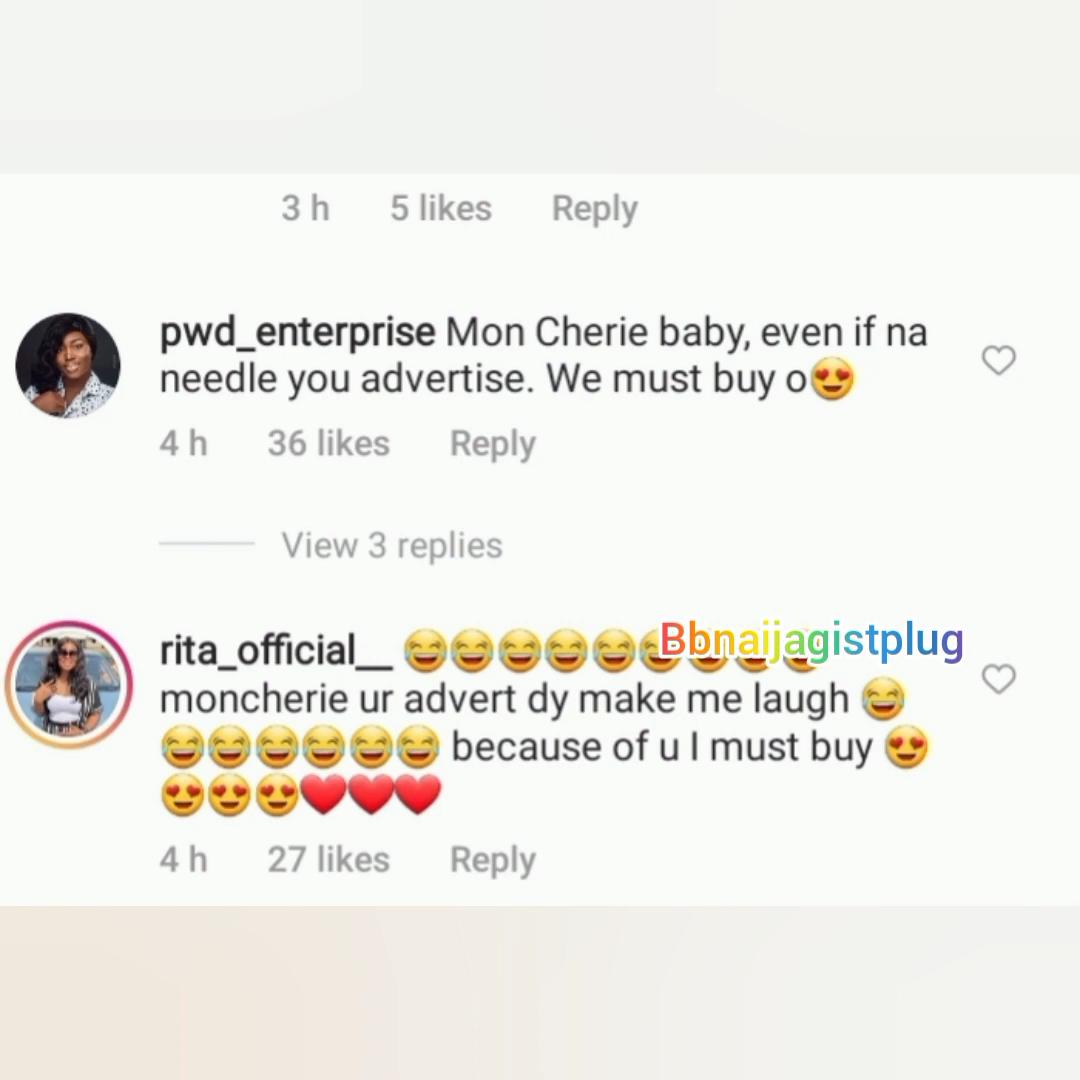 3 h 5 likes Reply
pwd_enterprise Mon Cherie baby, even if na
needle you advertise. We must buy o😍
4 h 36 likes Reply
View 3 replies
rita_official__ 😂😂😂😂😂😂😂😂😂
Bbnaijagistplug
moncherie ur advert dy make me laugh 😂
😂😂😂😂😂😂 because of u I must buy 😍
😍😍😍❤️❤️❤️
4 h 27 likes Reply